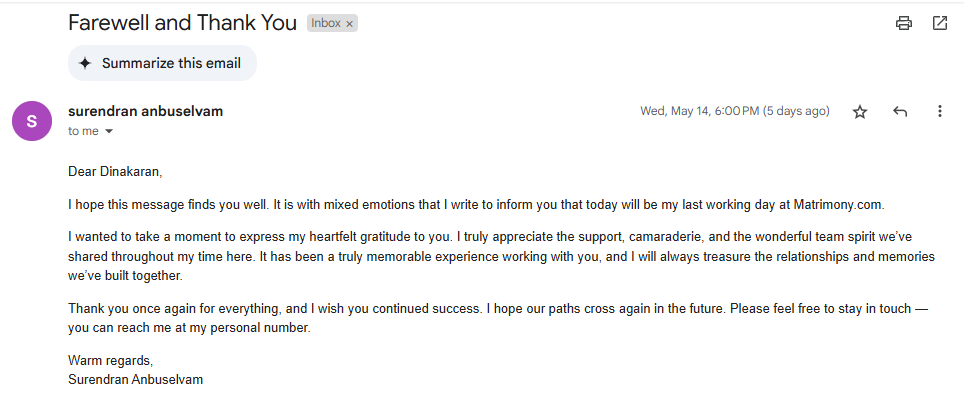 Farewell and Thank You Inbox ×
Summarize this email
S
surendran anbuselvam Wed, May 14, 6:00 PM (5 days ago)
to me
Dear Dinakaran,
I hope this message finds you well. It is with mixed emotions that I write to inform you that today will be my last working day at Matrimony.com.
I wanted to take a moment to express my heartfelt gratitude to you. I truly appreciate the support, camaraderie, and the wonderful team spirit we've
shared throughout my time here. It has been a truly memorable experience working with you, and I will always treasure the relationships and memories
we've built together.
Thank you once again for everything, and I wish you continued success. I hope our paths cross again in the future. Please feel free to stay in touch —
you can reach me at my personal number.
Warm regards,
Surendran Anbuselvam